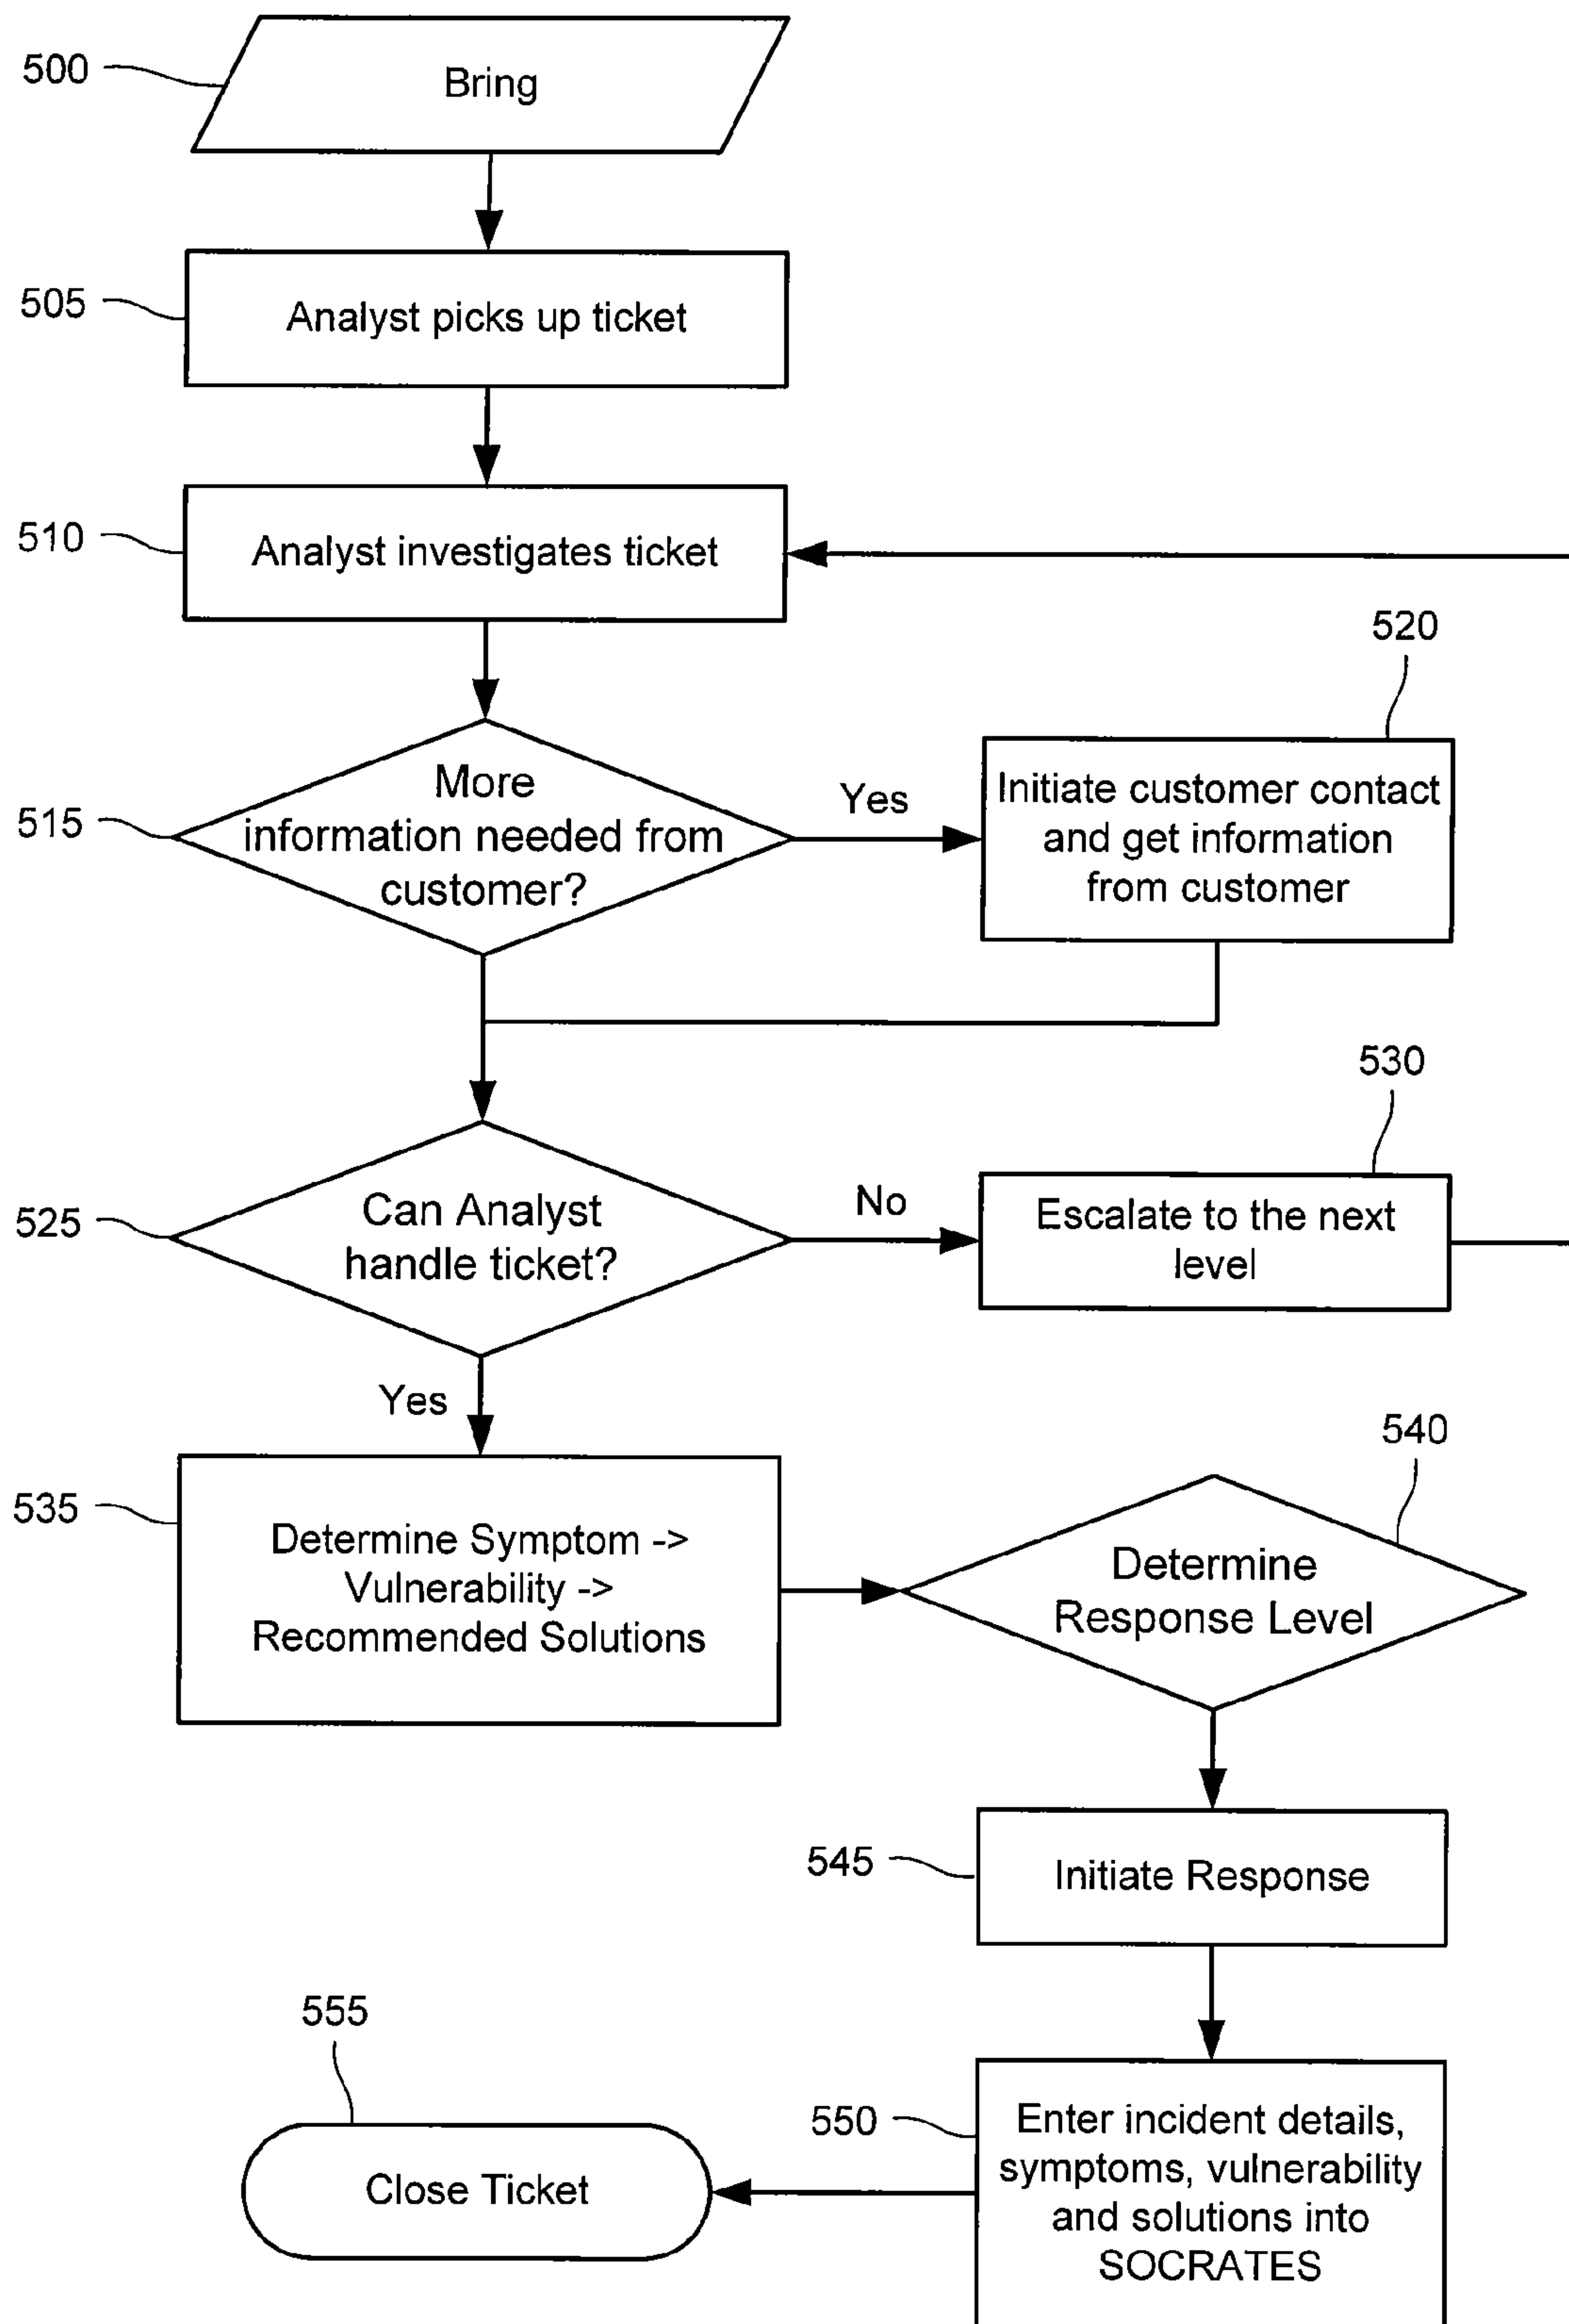 500
Bring
505
Analyst picks up ticket
510
Analyst investigates ticket
520
515
More
information needed from
customer?
Yes
Initiate customer contact
and get information
from customer
530
525
Can Analyst
handle ticket?
No
Escalate to the next
level
Yes
540
535
Determine Symptom ->
Vulnerability ->
Recommended Solutions
Determine
Response Level
545
Initiate Response
555
Close Ticket
550
Enter incident details,
symptoms, vulnerability
and solutions into
SOCRATES